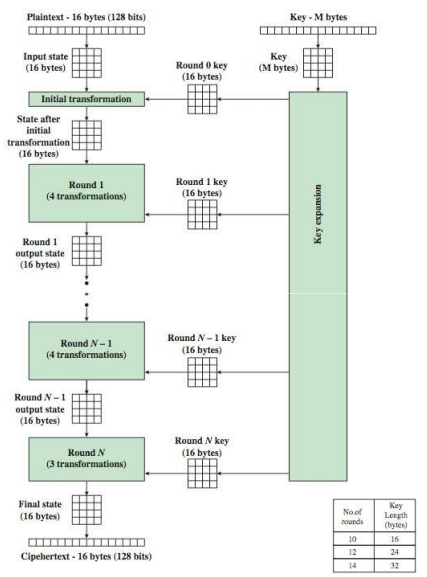 Plaintext - 16 bytes (128 bits)
Key - M bytes
Input state
(16 bytes)
Round 0 key
(16 bytes)
Key
(M bytes)
Initial transformation
State after
initial
transformation
(16 bytes)
Round 1
(4 transformations)
Round 1 key
(16 bytes)
Key expansion
Round 1
output state
(16 bytes)
Round N – 1
(4 transformations)
Round N – 1 key
(16 bytes)
Round N – 1
output state
(16 bytes)
Round N
(3 transformations)
Round N key
(16 bytes)
Final state
(16 bytes)
Cipehertext - 16 bytes (128 bits)
No.of
rounds
Key
Length
(bytes)
10 16
12 24
14 32